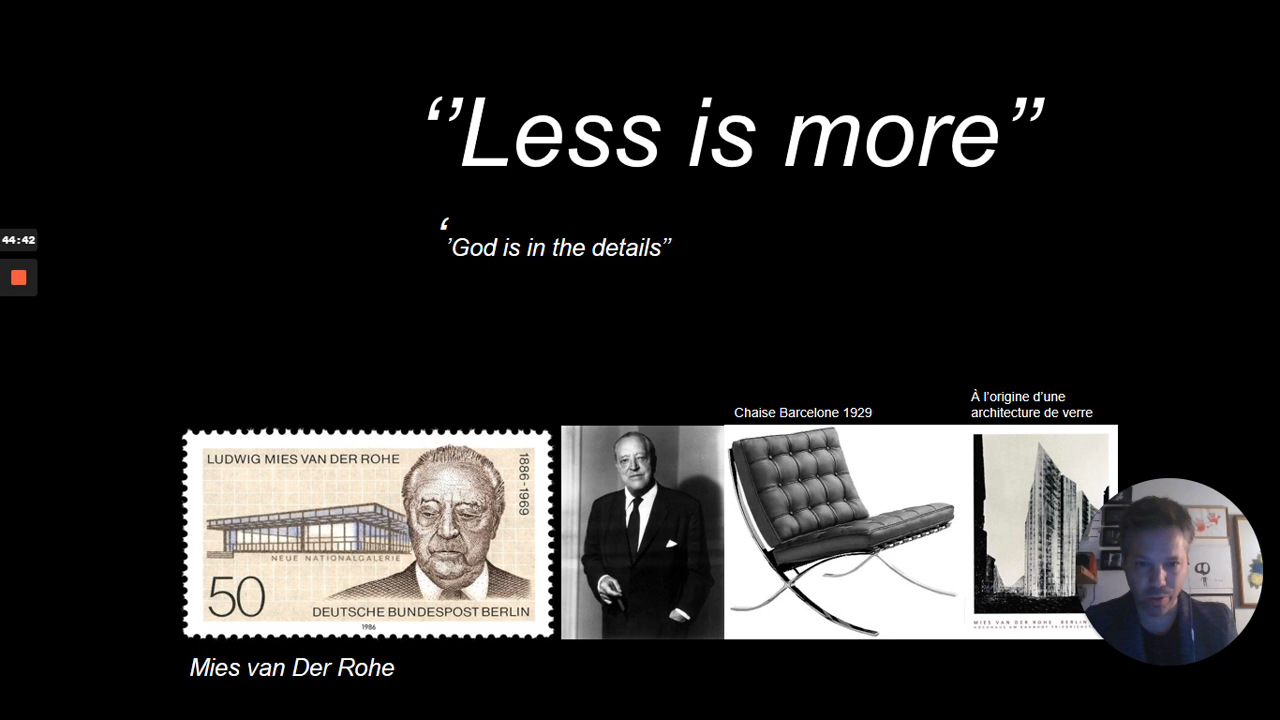 ‘’Less is more’’
‘’God is in the details’’
44:42
À l’origine d’une
architecture de verre
Chaise Barcelone 1929
LUDWIG MIES VAN DER ROHE
1886-1969
NEUE NATIONALGALERIE
50
DEUTSCHE BUNDESPOST BERLIN
1986
MIES VAN DER ROHE
Mies van Der Rohe